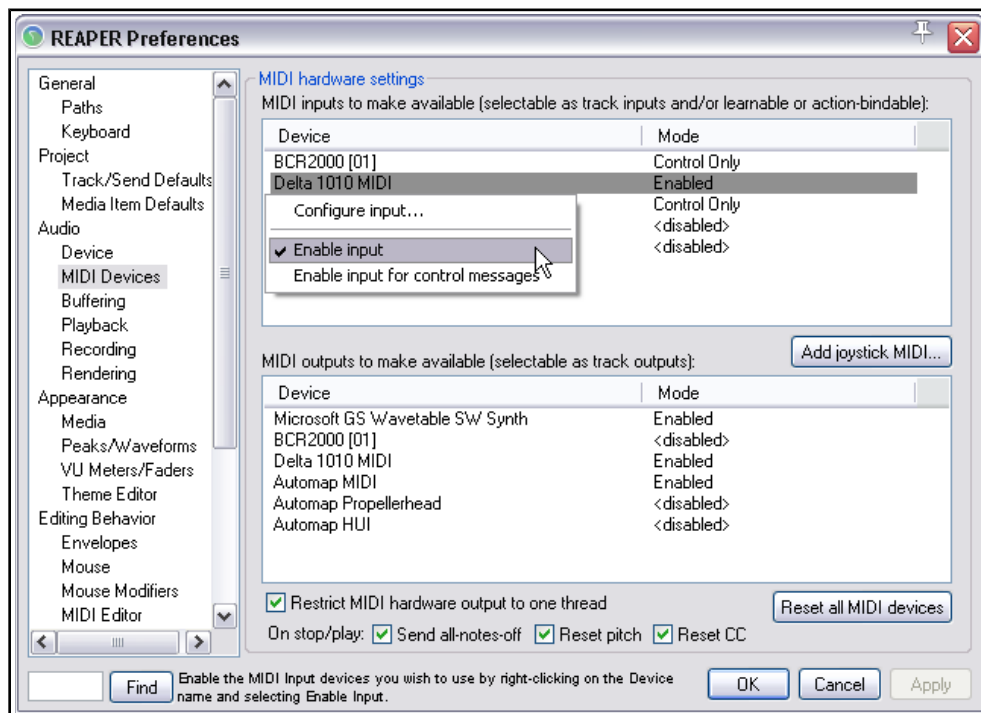 REAPER Preferences
General
Paths
Keyboard
Project
Track/Send Defaults
Media Item Defaults
Audio
Device
MIDI Devices
Buffering
Playback
Recording
Rendering
Appearance
Media
Peaks/Waveforms
VU Meters/Faders
Theme Editor
Editing Behavior
Envelopes
Mouse
Mouse Modifiers
MIDI Editor
MIDI hardware settings
MIDI inputs to make available (selectable as track inputs and/or learnable or action-bindable):
Device Mode
BCR2000 [01] Control Only
Delta 1010 MIDI Enabled
Control Only
<disabled>
<disabled>
Configure input...
Enable input
Enable input for control messages
Add joystick MIDI...
MIDI outputs to make available (selectable as track outputs):
Device Mode
Microsoft GS Wavetable SW Synth Enabled
BCR2000 [01] <disabled>
Delta 1010 MIDI Enabled
Automap MIDI Enabled
Automap Propellerhead <disabled>
Automap HUI <disabled>
Restrict MIDI hardware output to one thread
Reset all MIDI devices
On stop/play: Send all-notes-off Reset pitch Reset CC
Find
Enable the MIDI Input devices you wish to use by right-clicking on the Device
name and selecting Enable Input.
OK Cancel Apply